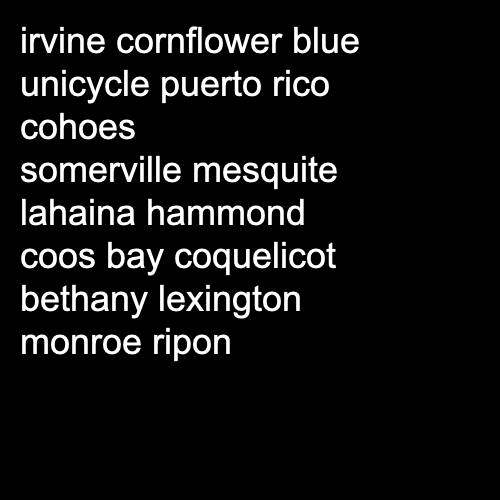 irvine cornflower blue
unicycle puerto rico
cohoes
somerville mesquite
lahaina hammond
coos bay coquelicot
bethany lexington
monroe ripon